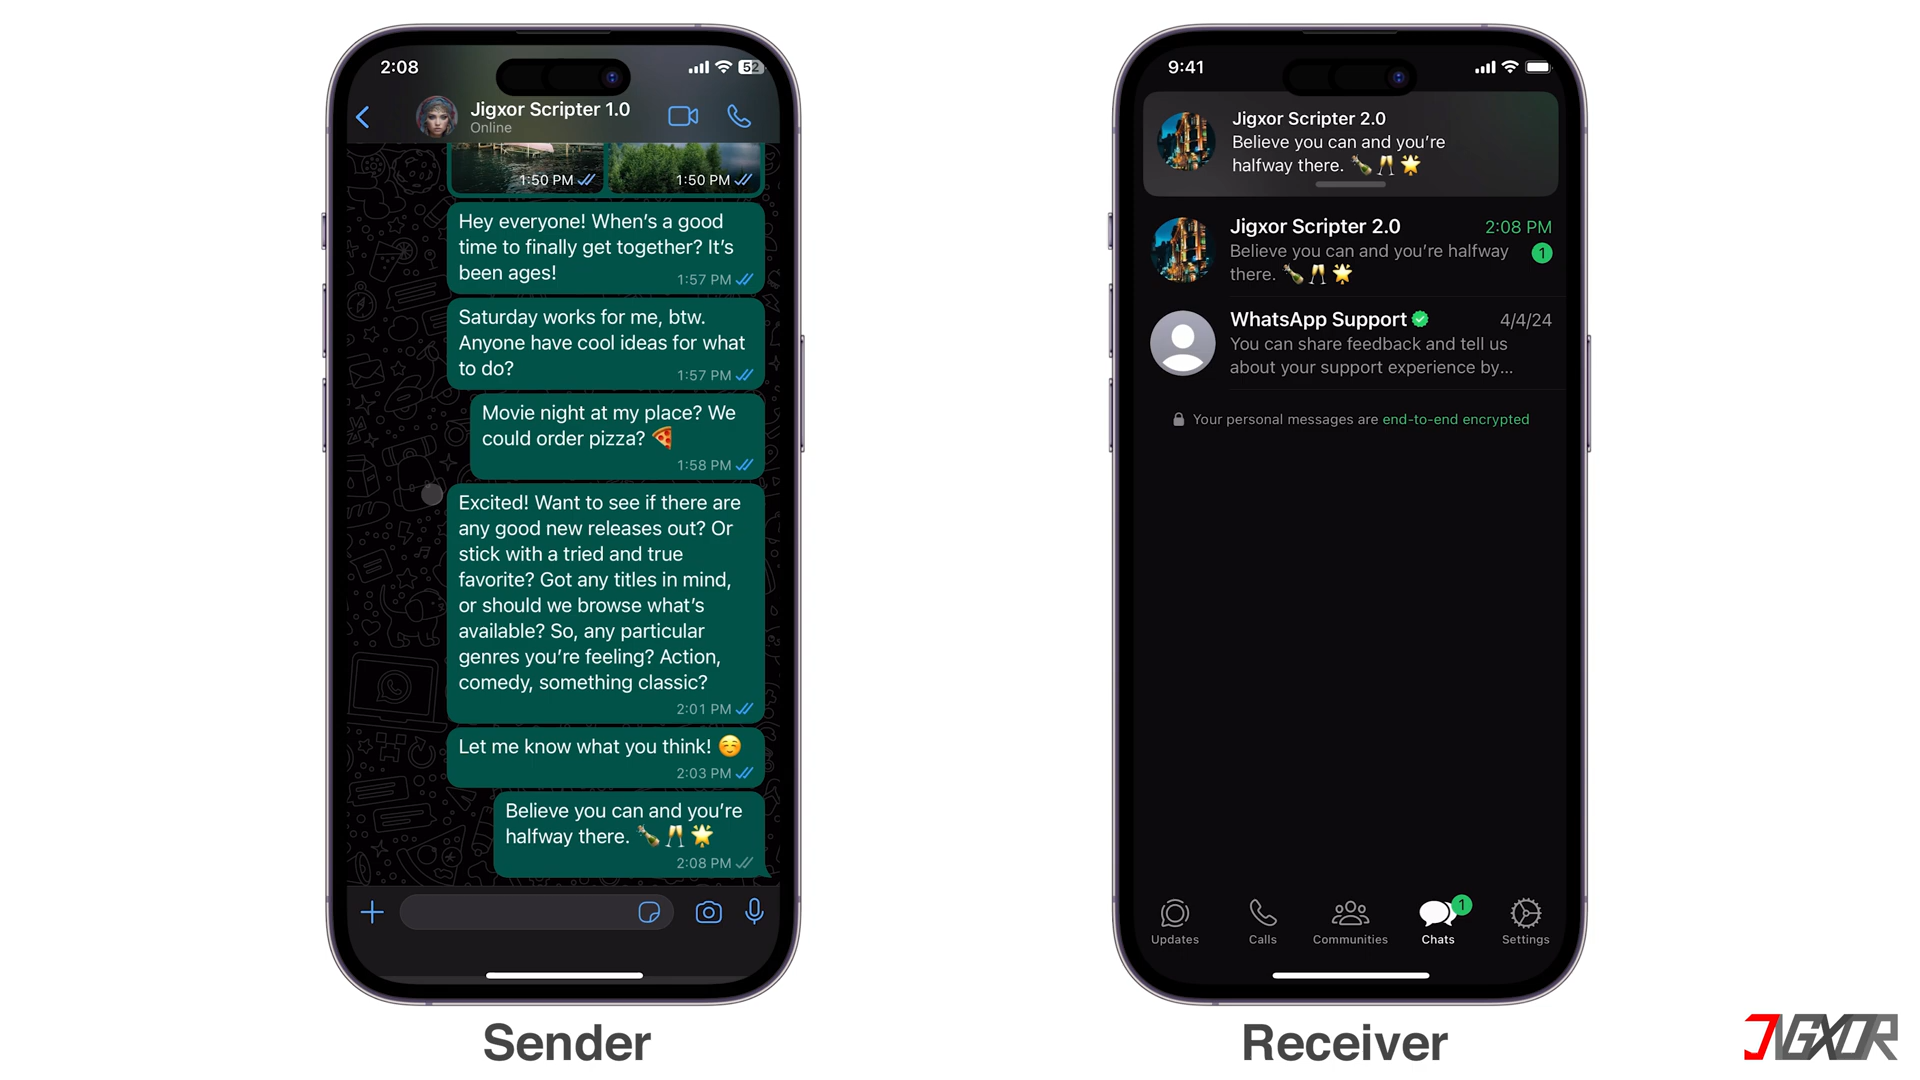 2:08
52
Jigxor Scripter 1.0
Online
1:50 PM
1:50 PM
Hey everyone! When's a good
time to finally get together? It's
been ages!
1:57 PM
Saturday works for me, btw.
Anyone have cool ideas for what
to do?
1:57 PM
Movie night at my place? We
could order pizza? 🍕
1:58 PM
Excited! Want to see if there are
any good new releases out? Or
stick with a tried and true
favorite? Got any titles in mind,
or should we browse what's
available? So, any particular
genres you're feeling? Action,
comedy, something classic?
2:01 PM
Let me know what you think! ☺️
2:03 PM
Believe you can and you're
halfway there. 🍾🥂🌟
2:08 PM
Sender
9:41
Jigxor Scripter 2.0
Believe you can and you're
halfway there. 🍾🥂🌟
Jigxor Scripter 2.0
2:08 PM
Believe you can and you're halfway
there. 🍾🥂🌟
1
WhatsApp Support
4/4/24
You can share feedback and tell us
about your support experience by...
Your personal messages are end-to-end encrypted
1
Updates
Calls
Communities
Chats
Settings
Receiver
JIGXOR